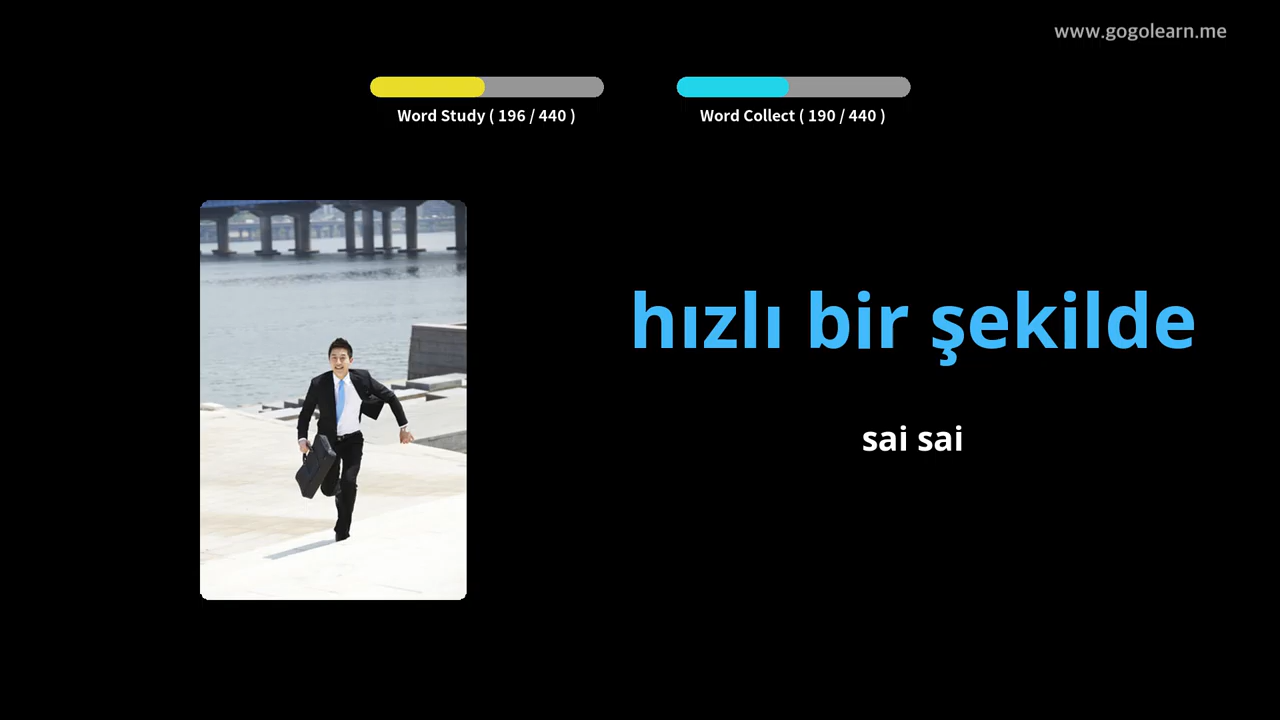 www.gogolearn.me
Word Study ( 196 / 440 )
Word Collect ( 190 / 440 )
hızlı bir şekilde
sai sai